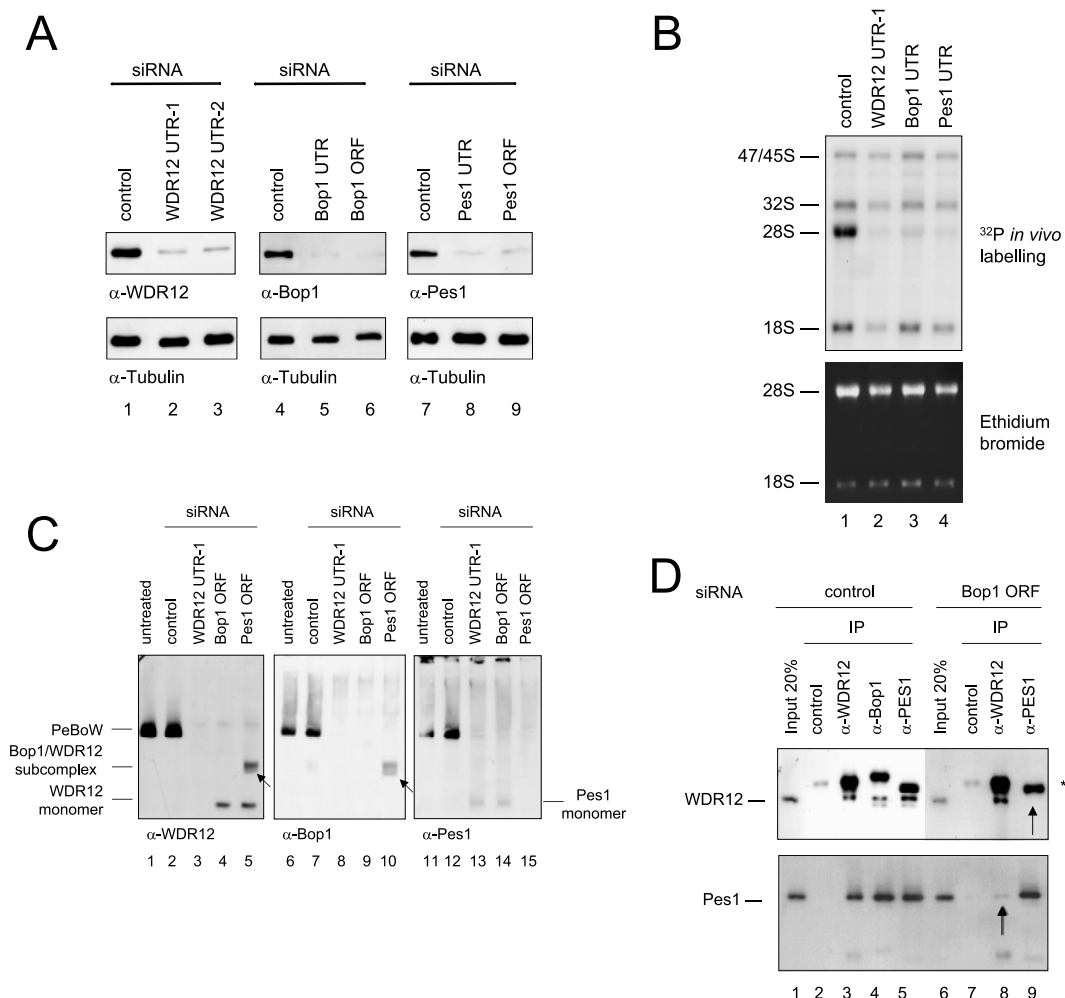 A
siRNA
siRNA
siRNA
control
WDR12 UTR-1
WDR12 UTR-2
control
Bop1 UTR
Bop1 ORF
control
Pes1 UTR
Pes1 ORF
α-WDR12
α-Bop1
α-Pes1
α-Tubulin
α-Tubulin
α-Tubulin
1 2 3 4 5 6 7 8 9
B
control
WDR12 UTR-1
Bop1 UTR
Pes1 UTR
47/45S
32S
28S
18S
³²P in vivo
labelling
28S
18S
Ethidium
bromide
1 2 3 4
C
siRNA
siRNA
siRNA
untreated
control
WDR12 UTR-1
Bop1 ORF
Pes1 ORF
untreated
control
WDR12 UTR-1
Bop1 ORF
Pes1 ORF
untreated
control
WDR12 UTR-1
Bop1 ORF
Pes1 ORF
PeBoW
Bop1/WDR12
subcomplex
WDR12
monomer
Pes1
monomer
α-WDR12
α-Bop1
α-Pes1
1 2 3 4 5 6 7 8 9 10 11 12 13 14 15
D
siRNA
control
Bop1 ORF
IP
IP
Input 20%
control
α-WDR12
α-Bop1
α-PES1
Input 20%
control
α-WDR12
α-PES1
WDR12
*
Pes1
1 2 3 4 5 6 7 8 9